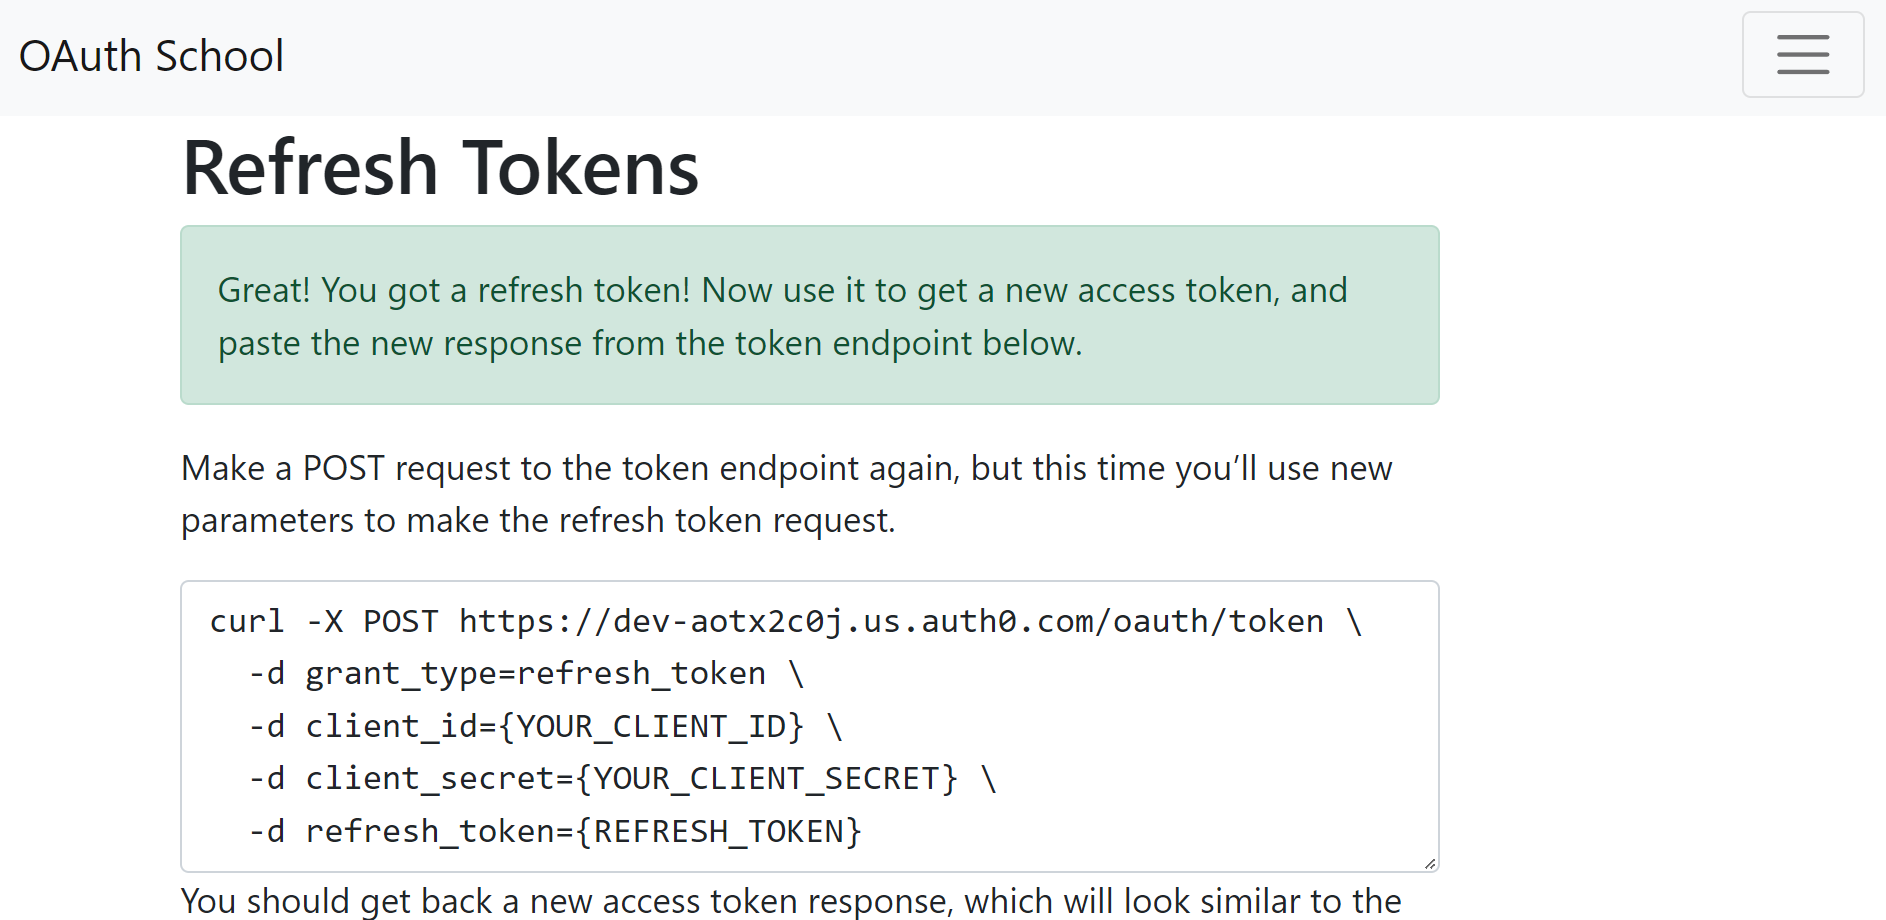 OAuth School
Refresh Tokens
Great! You got a refresh token! Now use it to get a new access token, and
paste the new response from the token endpoint below.
Make a POST request to the token endpoint again, but this time you’ll use new
parameters to make the refresh token request.
curl -X POST https://dev-aotx2c0j.us.auth0.com/oauth/token \
  -d grant_type=refresh_token \
  -d client_id={YOUR_CLIENT_ID} \
  -d client_secret={YOUR_CLIENT_SECRET} \
  -d refresh_token={REFRESH_TOKEN}
You should get back a new access token response, which will look similar to the